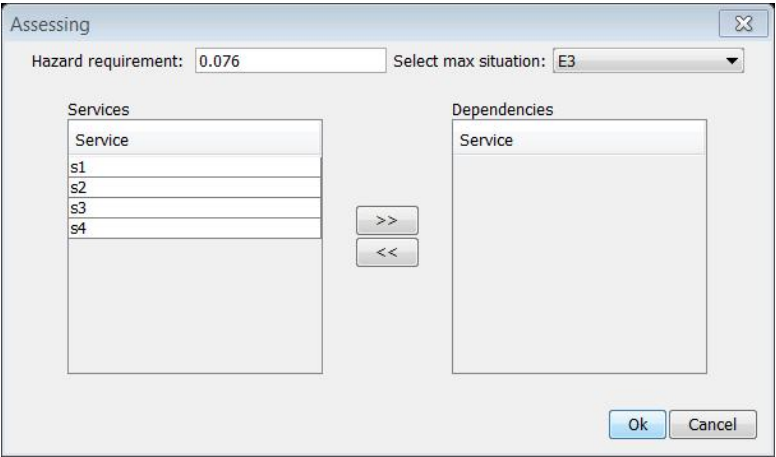 Assessing
Hazard requirement: 0.076 Select max situation: E3
Services Dependencies
Service Service
s1
s2
s3
s4
>>
<<
Ok Cancel